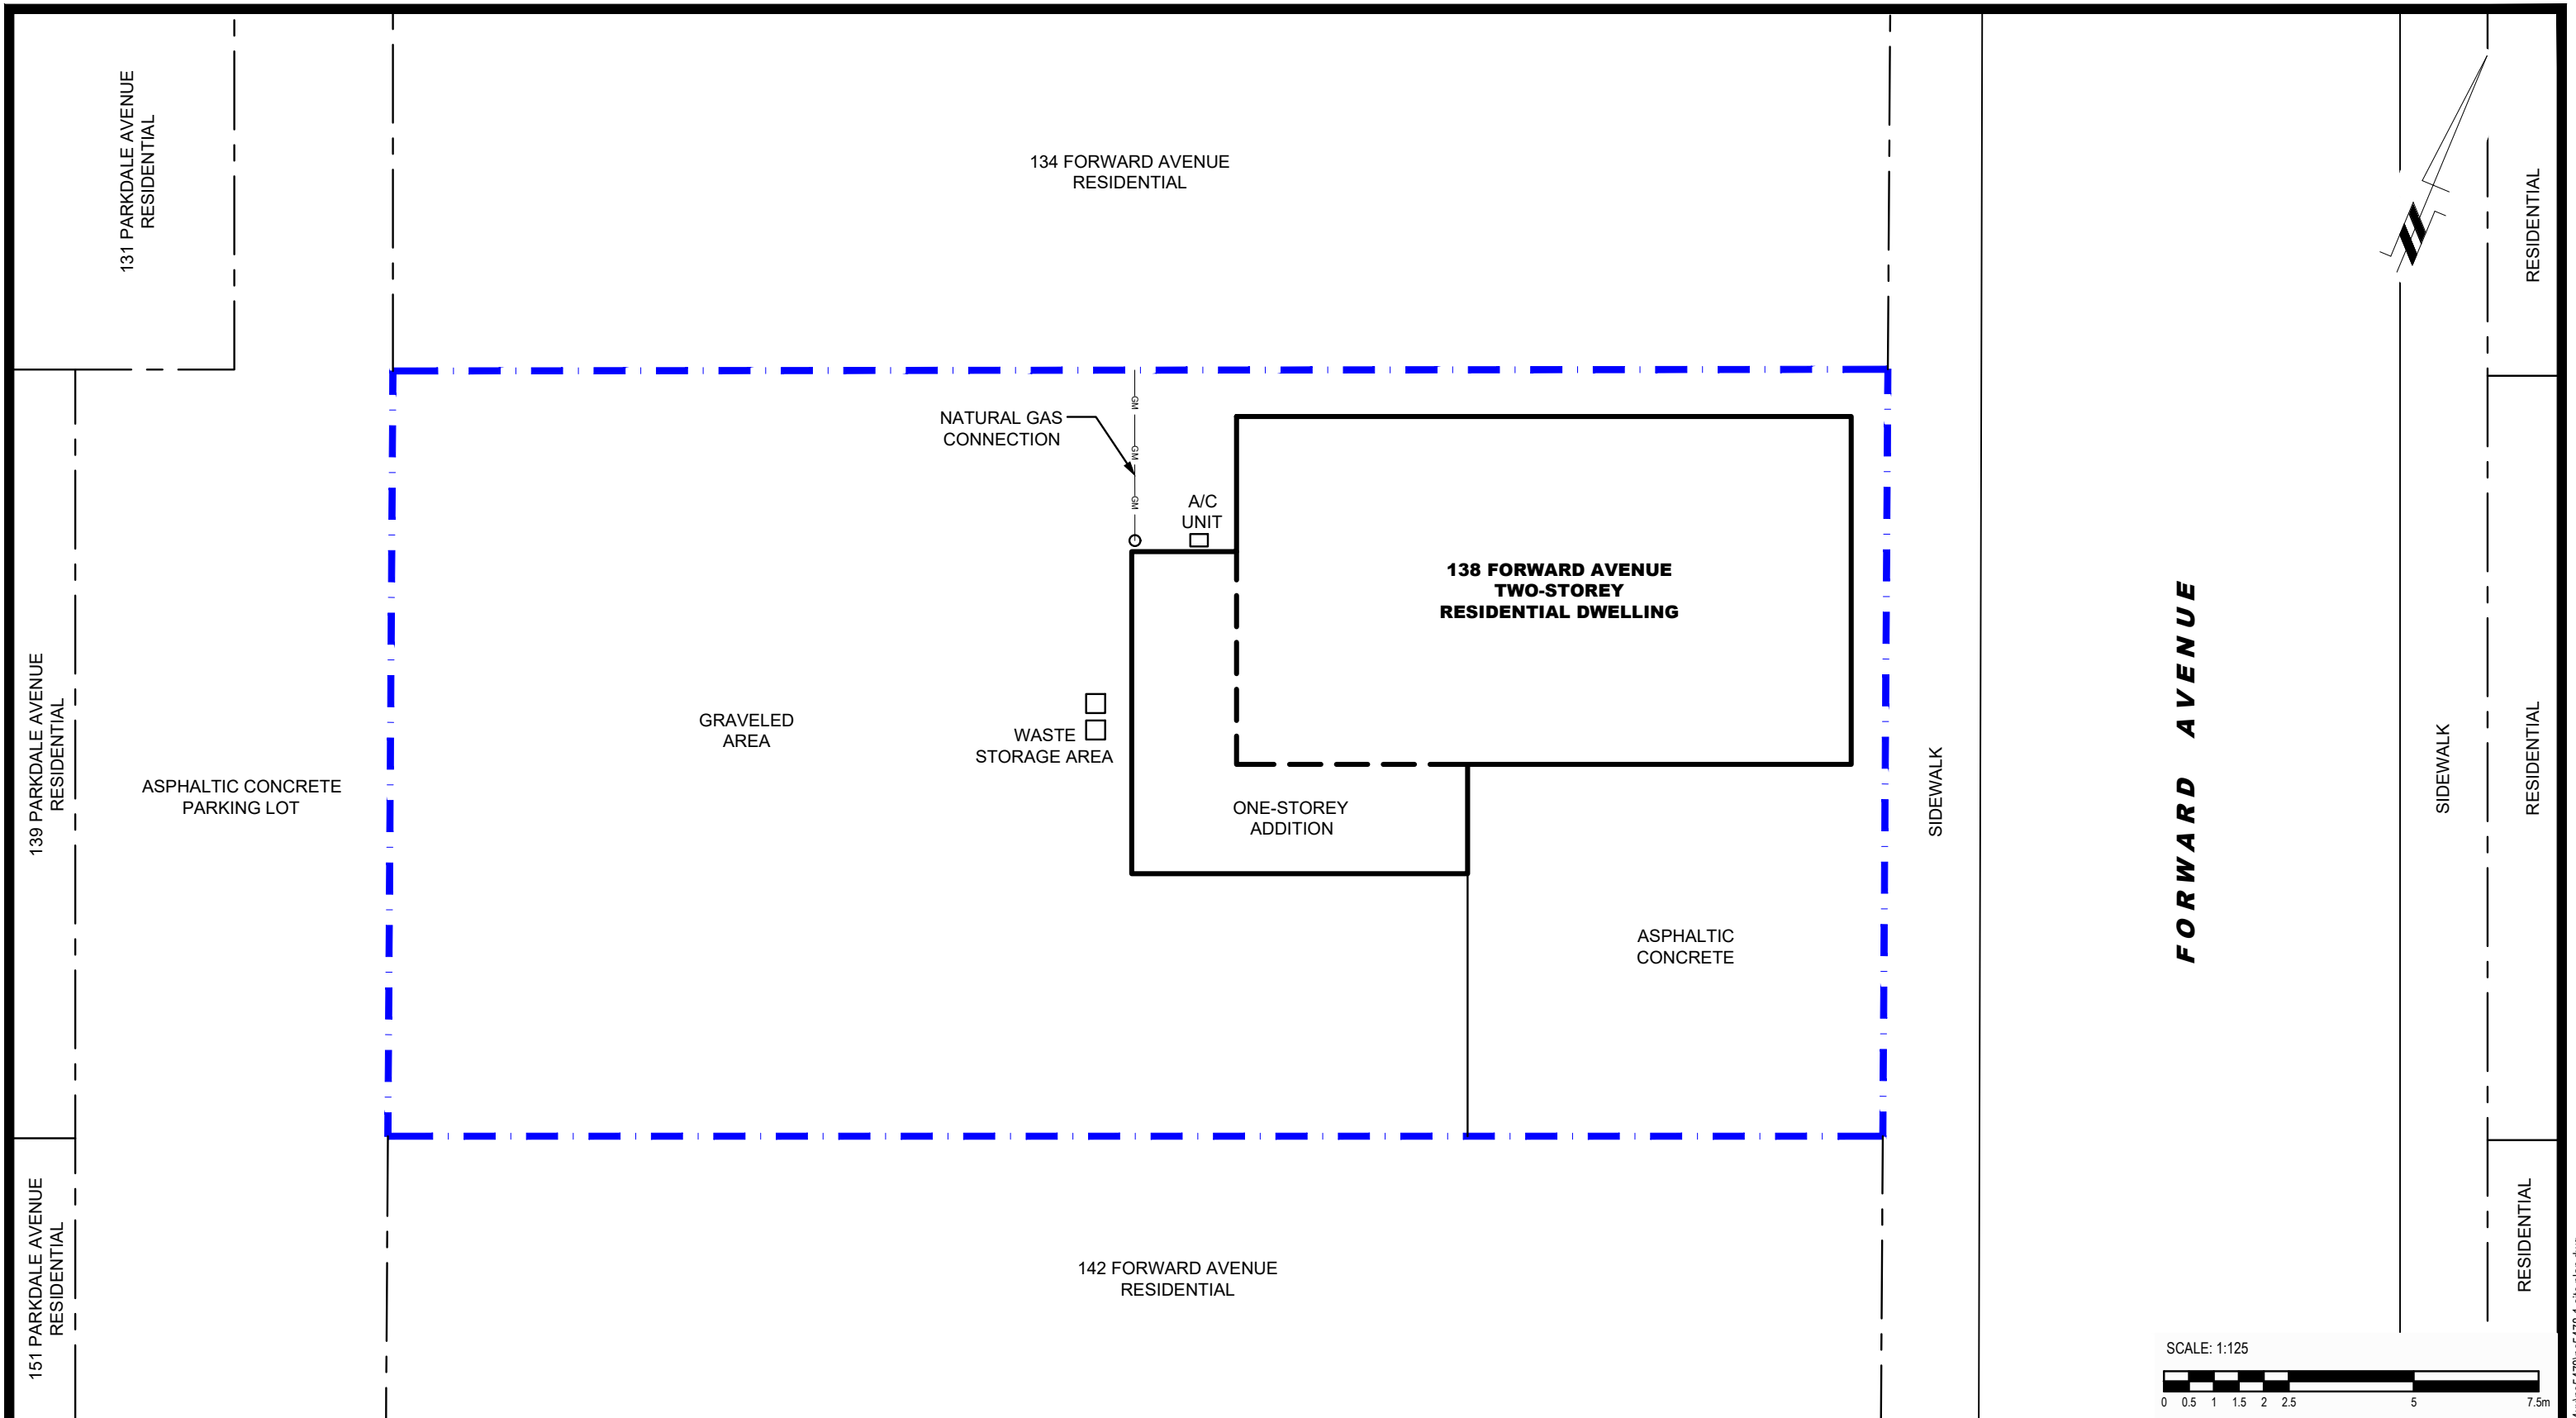 131 PARKDALE AVENUE
RESIDENTIAL
134 FORWARD AVENUE
RESIDENTIAL
RESIDENTIAL
NATURAL GAS
CONNECTION
GM
GM
GM
A/C
UNIT
138 FORWARD AVENUE
TWO-STOREY
RESIDENTIAL DWELLING
139 PARKDALE AVENUE
RESIDENTIAL
ASPHALTIC CONCRETE
PARKING LOT
GRAVELED
AREA
WASTE
STORAGE AREA
ONE-STOREY
ADDITION
ASPHALTIC
CONCRETE
SIDEWALK
FORWARD AVENUE
SIDEWALK
RESIDENTIAL
151 PARKDALE AVENUE
RESIDENTIAL
142 FORWARD AVENUE
RESIDENTIAL
RESIDENTIAL
SCALE: 1:125
0 0.5 1 1.5 2 2.5 5 7.5m